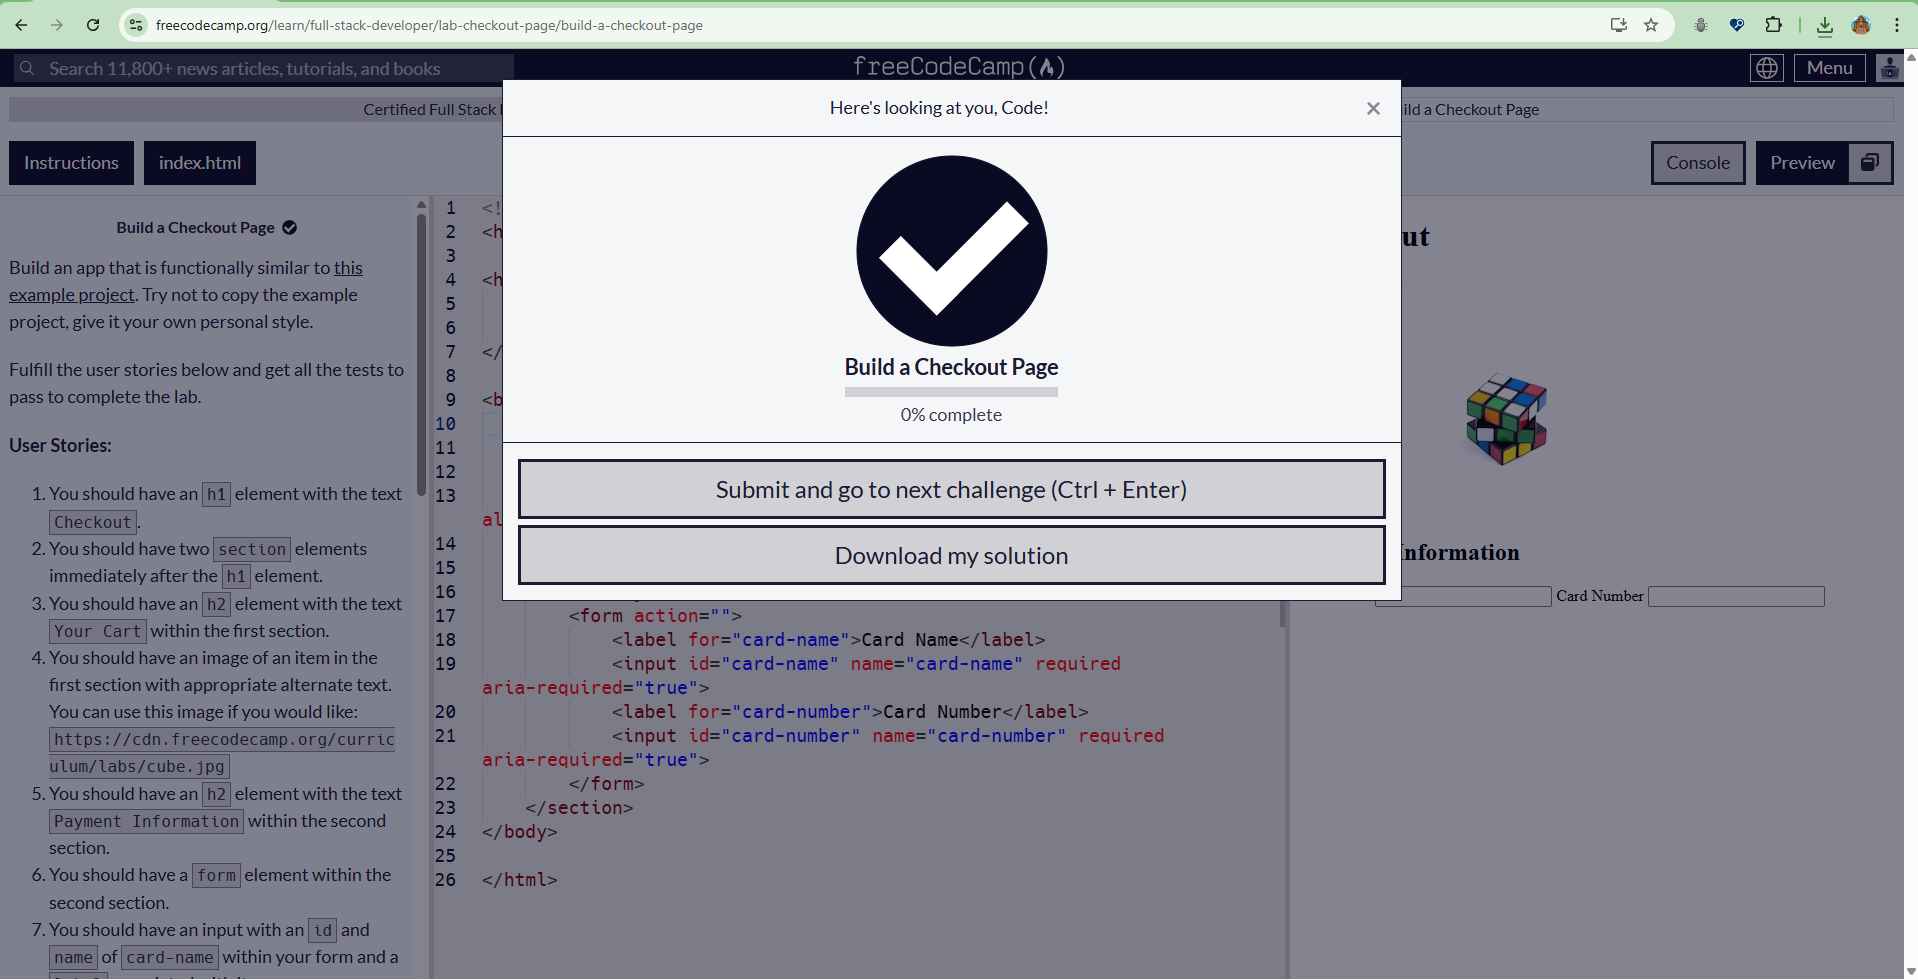 freecodecamp.org/learn/full-stack-developer/lab-checkout-page/build-a-checkout-page
Search 11,800+ news articles, tutorials, and books
freeCodeCamp
Menu
Certified Full Stack
Here's looking at you, Code!
a Checkout Page
Instructions
index.html
Console
Preview
Build a Checkout Page
0% complete
Submit and go to next challenge (Ctrl + Enter)
Download my solution
Build a Checkout Page
Build an app that is functionally similar to this
example project. Try not to copy the example
project, give it your own personal style.
Fulfill the user stories below and get all the tests to
pass to complete the lab.
User Stories:
1. You should have an h1 element with the text
Checkout.
2. You should have two section elements
immediately after the h1 element.
3. You should have an h2 element with the text
Your Cart within the first section.
4. You should have an image of an item in the
first section with appropriate alternate text.
You can use this image if you would like:
https://cdn.freecodecamp.org/curric
ulum/labs/cube.jpg
5. You should have an h2 element with the text
Payment Information within the second
section.
6. You should have a form element within the
second section.
7. You should have an input with an id and
name of card-name within your form and a
1 <!
2 <h
3
4 <h
5
6
7 </
8
9 <b
10
11
12
13
al
14
15
16
17 <form action="">
18 <label for="card-name">Card Name</label>
19 <input id="card-name" name="card-name" required
aria-required="true">
20 <label for="card-number">Card Number</label>
21 <input id="card-number" name="card-number" required
aria-required="true">
22 </form>
23 </section>
24 </body>
25
26 </html>
ut
nformation
Card Number